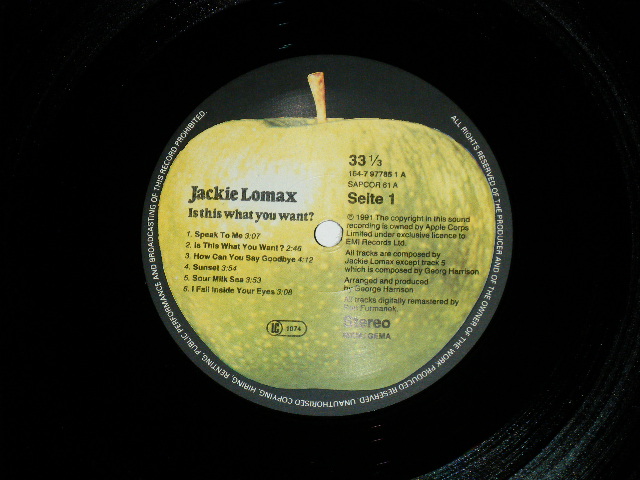 Jackie Lomax
Is this what you want?
1. Speak To Me 3:07
2. Is This What You Want? 2:46
3. How Can You Say Goodbye 4:12
4. Sunset 3:54
5. Sour Milk Sea 3:53
6. I Fall Inside Your Eyes 3:08
LC 1074
33 1/3
164-7 97785 1 A
SAPCOR 61 A
Seite 1
© 1991 The copyright in this sound
recording is owned by Apple Corps
Limited under exclusive licence to
EMI Records Ltd.
All tracks are composed by
Jackie Lomax except track 5
which is composed by Georg Harrison
Arranged and produced
by George Harrison
All tracks digitally remastered by
Ron Furmanek.
Stereo
GEMA
ALL RIGHTS RESERVED OF THE PRODUCER AND OF THE OWNER OF THE WORK PRODUCED RESERVED. UNAUTHORISED COPYING, HIRING, RENTING, PUBLIC PERFORMANCE AND BROADCASTING OF THIS RECORD PROHIBITED.